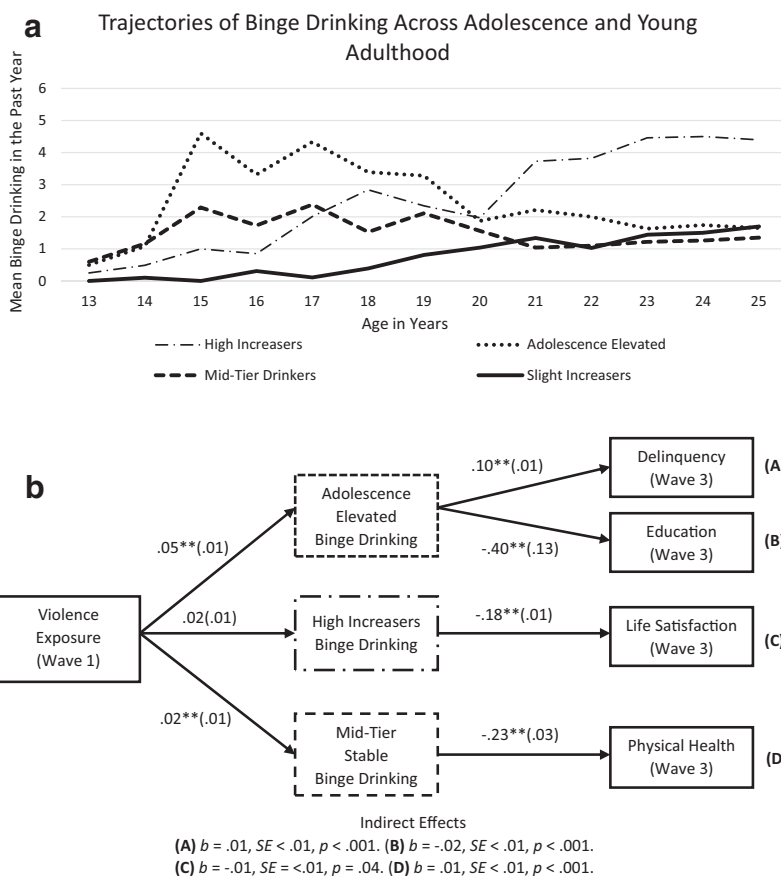 a
Trajectories of Binge Drinking Across Adolescence and Young
Adulthood
Mean Binge Drinking in the Past Year
6
5
4
3
2
1
0
13 14 15 16 17 18 19 20 21 22 23 24 25
Age in Years
High Increasers
Adolescence Elevated
Mid-Tier Drinkers
Slight Increasers
b
Violence
Exposure
(Wave 1)
.05**(.01)
.02(.01)
.02**(.01)
Adolescence
Elevated
Binge Drinking
High Increasers
Binge Drinking
Mid-Tier
Stable
Binge Drinking
.10**(.01)
-.40**(.13)
-.18**(.01)
-.23**(.03)
Delinquency
(Wave 3)
(A
Education
(Wave 3)
(B)
Life Satisfaction
(Wave 3)
(C)
Physical Health
(Wave 3)
(D
Indirect Effects
(A) b = .01, SE < .01, p < .001. (B) b = -.02, SE < .01, p < .001.
(C) b = -.01, SE = <.01, p = .04. (D) b = .01, SE < .01, p < .001.